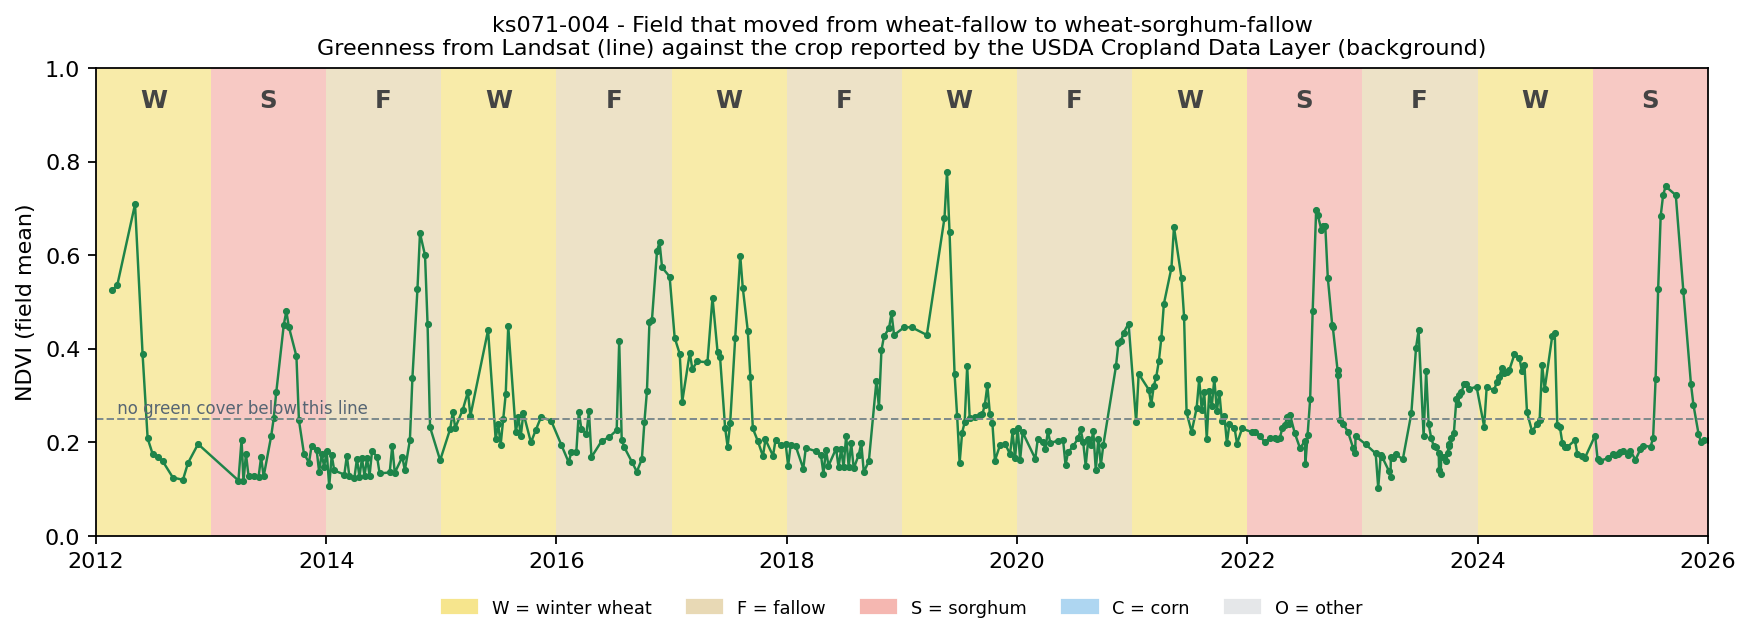 ks071-004 - Field that moved from wheat-fallow to wheat-sorghum-fallow
Greenness from Landsat (line) against the crop reported by the USDA Cropland Data Layer (background)
1.0
W S F W F W F W F W S F W S
0.8
0.6
NDVI (field mean)
0.4
no green cover below this line
0.2
0.0
2012 2014 2016 2018 2020 2022 2024 2026
W = winter wheat F = fallow S = sorghum C = corn O = other